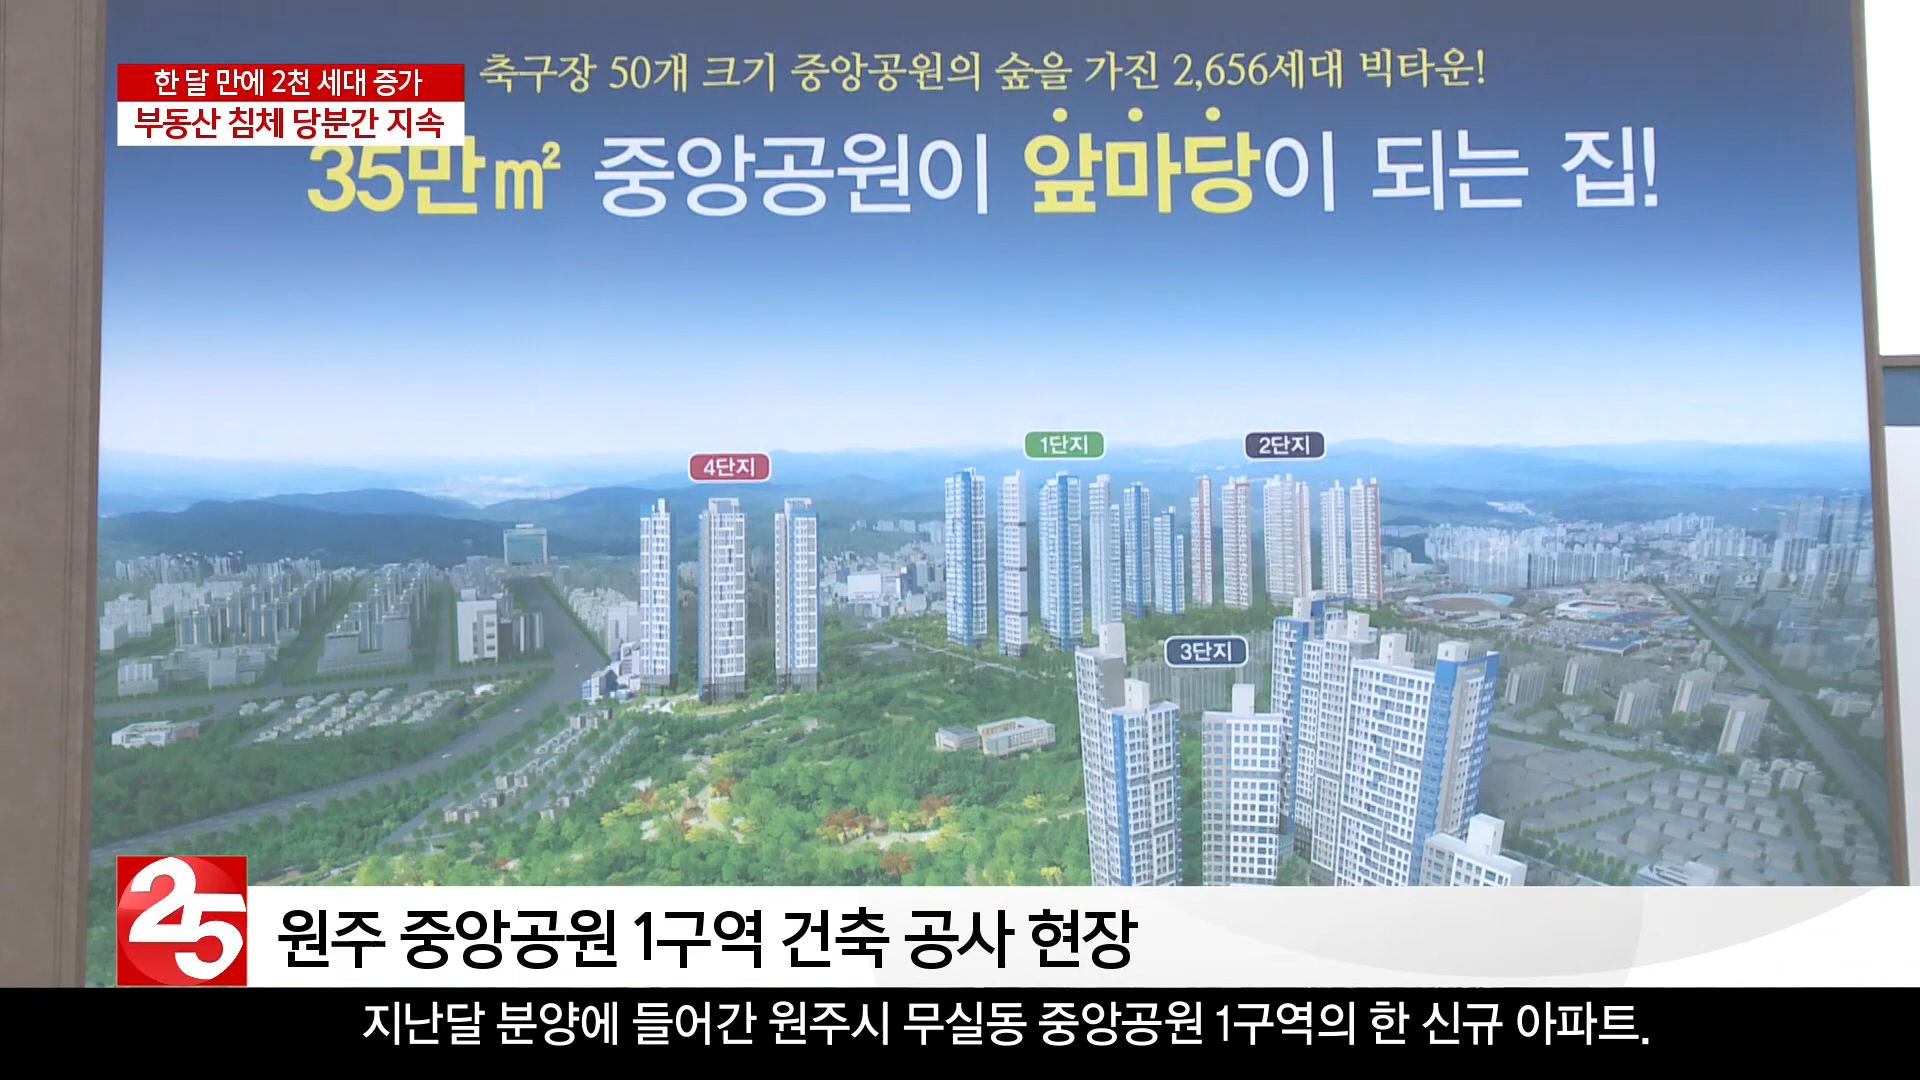 한 달 만에 2천 세대 증가
부동산 침체 당분간 지속
축구장 50개 크기 중앙공원의 숲을 가진 2,656세대 빅타운!
35만㎡ 중앙공원이 앞마당이 되는 집!
4단지
1단지
2단지
3단지
25
원주 중앙공원 1구역 건축 공사 현장
지난달 분양에 들어간 원주시 무실동 중앙공원 1구역의 한 신규 아파트.